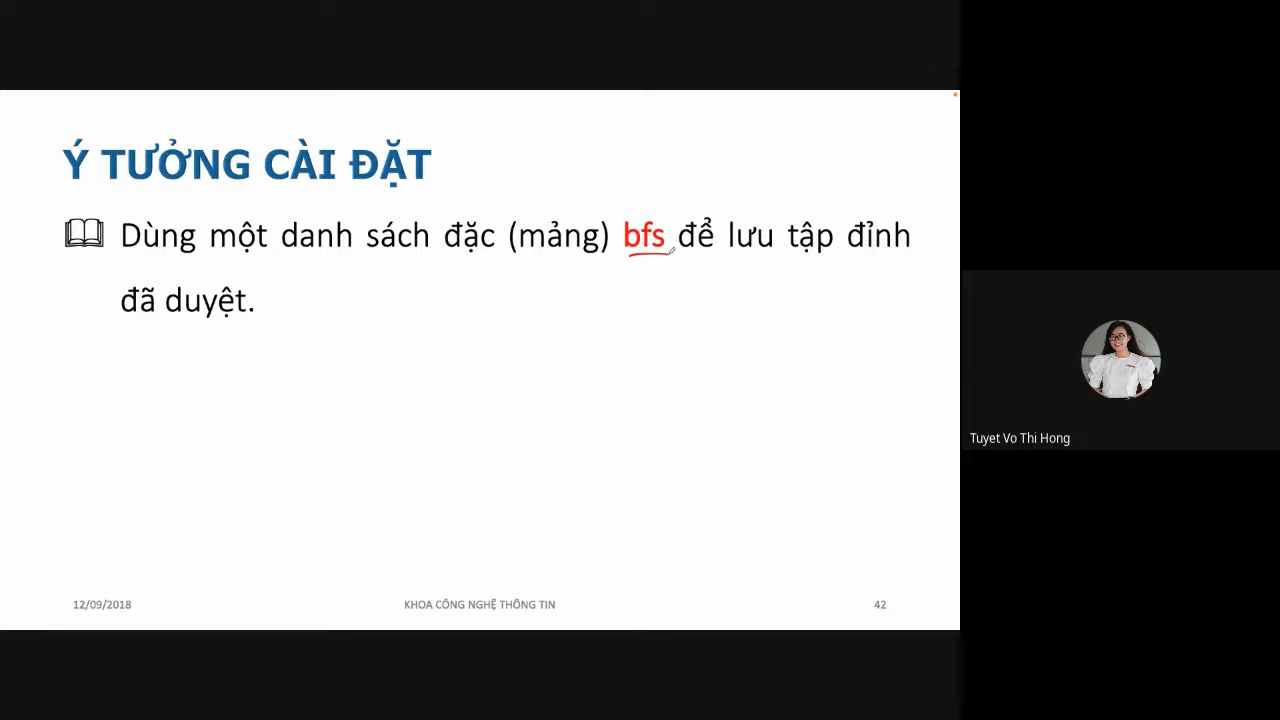 Ý TƯỞNG CÀI ĐẶT
Dùng một danh sách đặc (mảng) bfs để lưu tập đỉnh
đã duyệt.
12/09/2018
KHOA CÔNG NGHỆ THÔNG TIN
42
Tuyet Vo Thi Hong